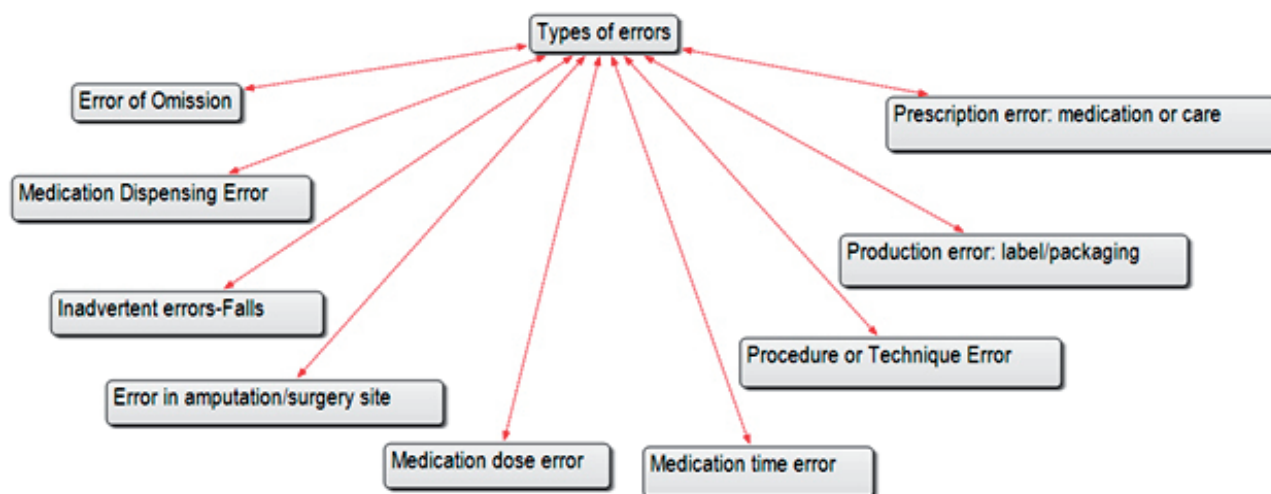 Types of errors
Error of Omission
Prescription error: medication or care
Medication Dispensing Error
Production error: label/packaging
Inadvertent errors-Falls
Procedure or Technique Error
Error in amputation/surgery site
Medication dose error
Medication time error